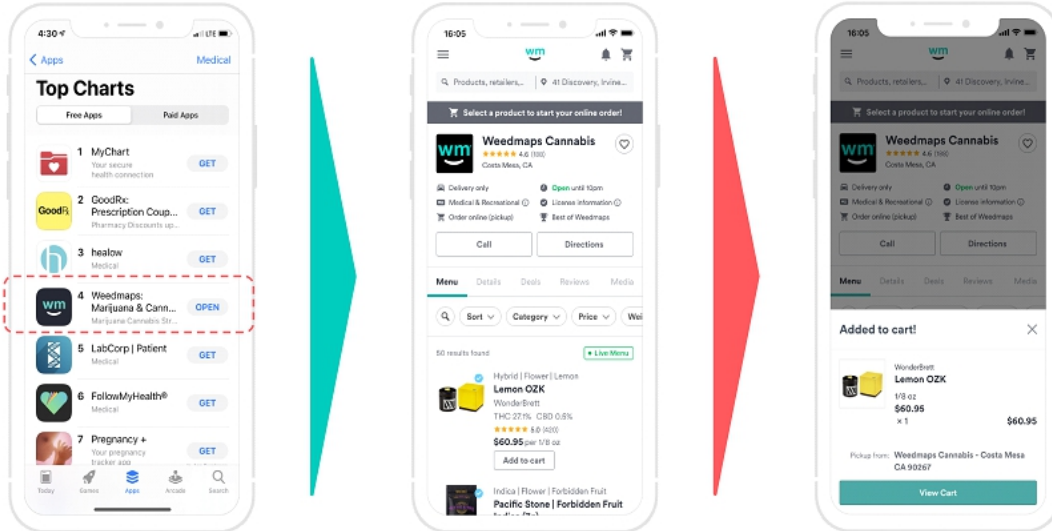 4:30
LTE
Apps
Medical
Top Charts
Free Apps
Paid Apps
1 MyChart
Your secure
health connection
GET
GoodRx
2 GoodRx:
Prescription Coup...
Pharmacy Discounts up...
GET
3 healow
Medical
GET
wm
4 Weedmaps:
Marijuana & Cann...
Marijuana Cannabis Str...
OPEN
5 LabCorp | Patient
Medical
GET
6 FollowMyHealth®
Medical
GET
7 Pregnancy +
Your pregnancy
tracker app
GET
Today
Games
Apps
Arcade
Search
16:05
wm
Products, retailers,...
41 Discovery, Irvine...
Select a product to start your online order!
wm
Weedmaps Cannabis
4.6 (198)
Costa Mesa, CA
Delivery only
Open until 10pm
Medical & Recreational
License information
Order online (pickup)
Best of Weedmaps
Call
Directions
Menu
Details
Deals
Reviews
Media
Sort
Category
Price
Wei
50 results found
Live Menu
Hybrid | Flower | Lemon
Lemon OZK
WonderBrett
THC 27.1% CBD 0.6%
5.0 (420)
$60.95 per 1/8 oz
Add to cart
Indica | Flower | Forbidden Fruit
Pacific Stone | Forbidden Fruit
16:05
wm
Products, retailers,...
41 Discovery, Irvine...
Select a product to start your online order!
wm
Weedmaps Cannabis
4.6 (198)
Costa Mesa, CA
Delivery only
Open until 10pm
Medical & Recreational
License information
Order online (pickup)
Best of Weedmaps
Call
Directions
Menu
Details
Deals
Reviews
Media
Added to cart!
WonderBrett
Lemon OZK
1/8 oz
$60.95
x 1
$60.95
Pickup from: Weedmaps Cannabis - Costa Mesa
CA 90267
View Cart